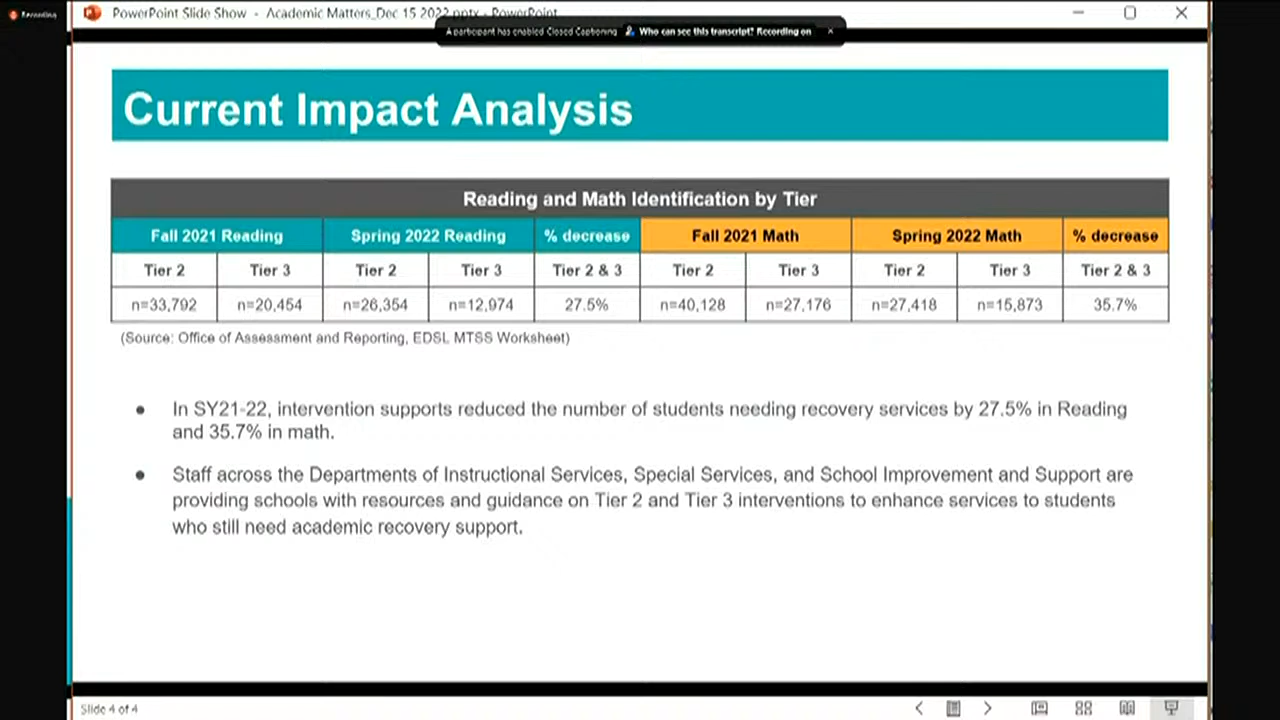 Recording
PowerPoint Slide Show - Academic Matters_Dec 15 2022.pptx - PowerPoint
A participant has enabled Closed Captioning Who can see this transcript? Recording on ×
Current Impact Analysis
Reading and Math Identification by Tier
Fall 2021 Reading Spring 2022 Reading % decrease Fall 2021 Math Spring 2022 Math % decrease
Tier 2 Tier 3 Tier 2 Tier 3 Tier 2 & 3 Tier 2 Tier 3 Tier 2 Tier 3 Tier 2 & 3
n=33,792 n=20,454 n=26,354 n=12,974 27.5% n=40,128 n=27,176 n=27,418 n=15,873 35.7%
(Source: Office of Assessment and Reporting, EDSL MTSS Worksheet)
● In SY21-22, intervention supports reduced the number of students needing recovery services by 27.5% in Reading
and 35.7% in math.
● Staff across the Departments of Instructional Services, Special Services, and School Improvement and Support are
providing schools with resources and guidance on Tier 2 and Tier 3 interventions to enhance services to students
who still need academic recovery support.
Slide 4 of 4